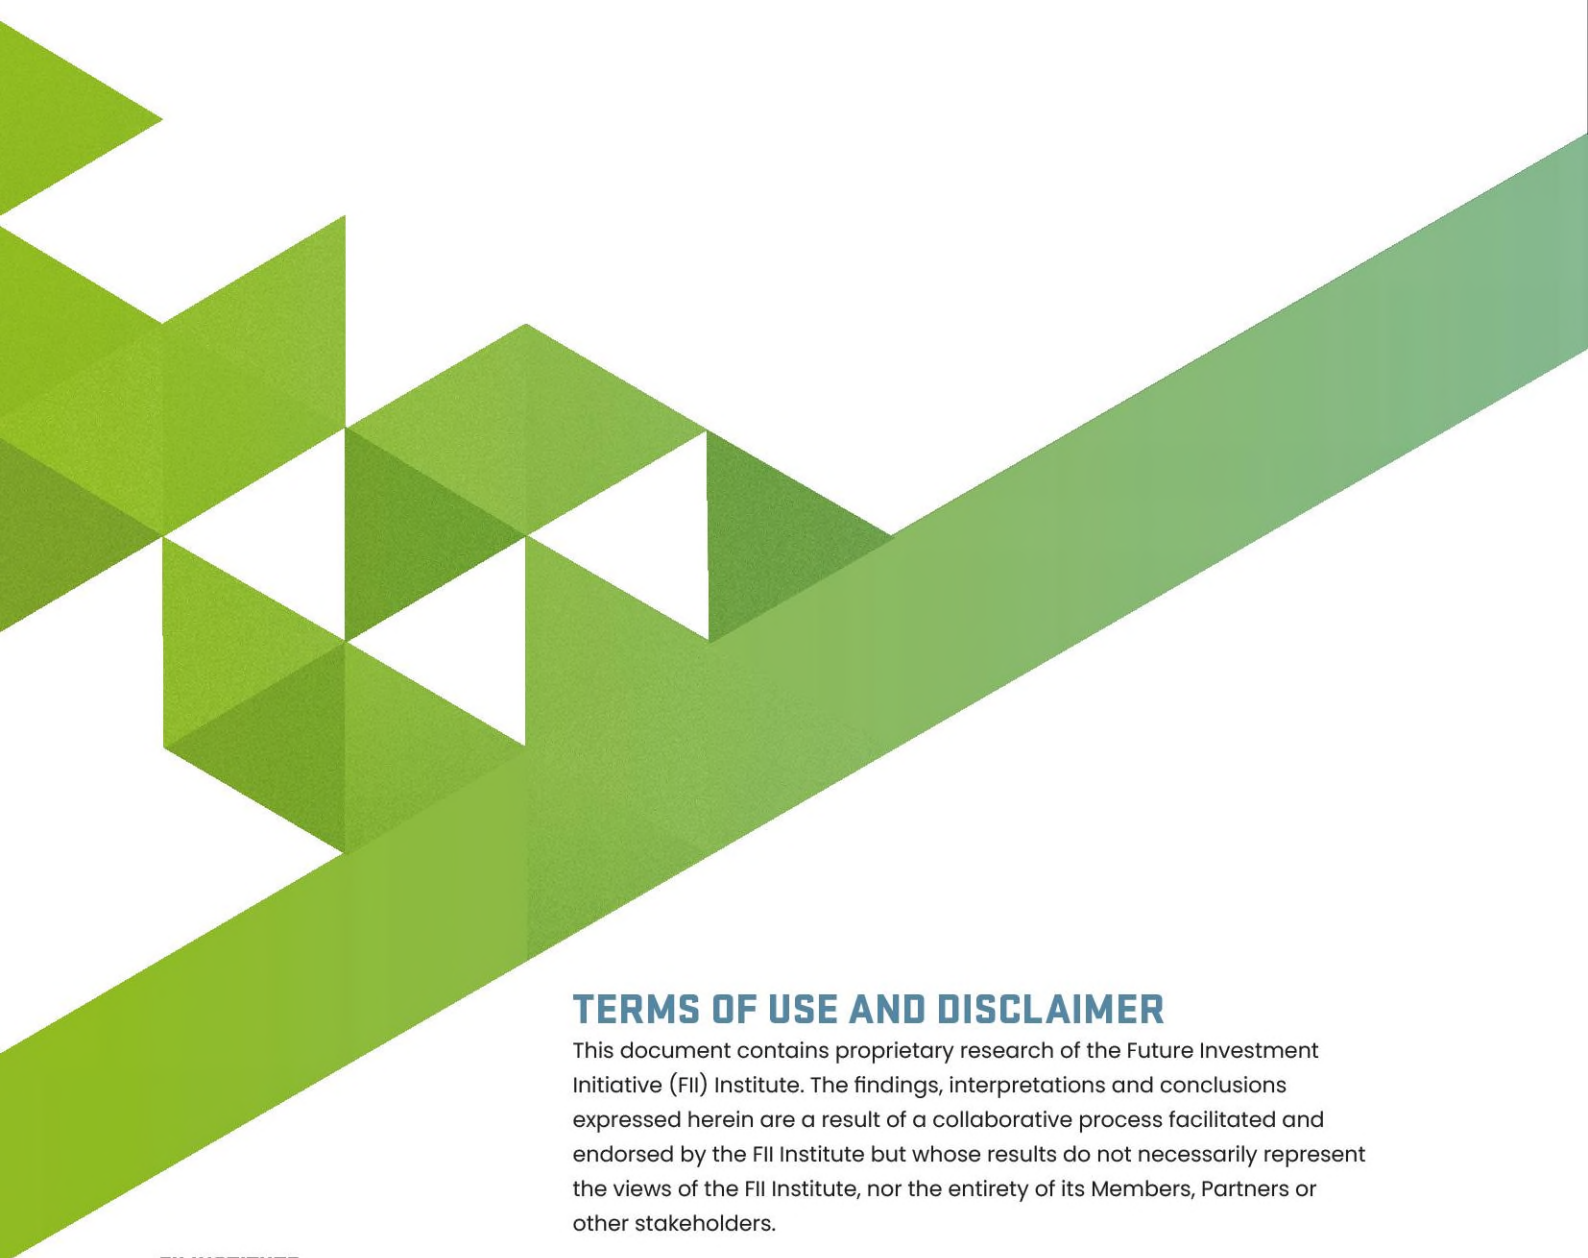 TERMS OF USE AND DISCLAIMER
This document contains proprietary research of the Future Investment
Initiative (FII) Institute. The findings, interpretations and conclusions
expressed herein are a result of a collaborative process facilitated and
endorsed by the FII Institute but whose results do not necessarily represent
the views of the FII Institute, nor the entirety of its Members, Partners or
other stakeholders.